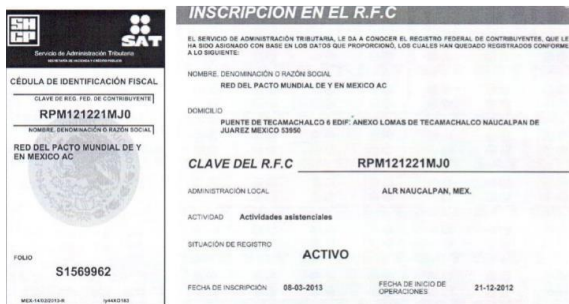 SHCP
SAT
Servicio de Administración Tributaria
CÉDULA DE IDENTIFICACIÓN FISCAL
CLAVE DE REG. FED. DE CONTRIBUYENTE
RPM121221MJ0
NOMBRE, DENOMINACIÓN O RAZÓN SOCIAL
RED DEL PACTO MUNDIAL DE Y
EN MEXICO AC
FOLIO
S1569962
INSCRIPCIÓN EN EL R.F.C
EL SERVICIO DE ADMINISTRACIÓN TRIBUTARIA, LE DA A CONOCER EL REGISTRO FEDERAL DE CONTRIBUYENTES, QUE LE
HA SIDO ASIGNADO CON BASE EN LOS DATOS QUE PROPORCIONÓ, LOS CUALES HAN QUEDADO REGISTRADOS CONFORME
A LO SIGUIENTE:
NOMBRE, DENOMINACIÓN O RAZÓN SOCIAL
RED DEL PACTO MUNDIAL DE Y EN MEXICO AC
DOMICILIO
PUENTE DE TECAMACHALCO 6 EDIF: ANEXO LOMAS DE TECAMACHALCO NAUCALPAN DE
JUAREZ MEXICO 53950
CLAVE DEL R.F.C RPM121221MJ0
ADMINISTRACIÓN LOCAL ALR NAUCALPAN, MEX.
ACTIVIDAD Actividades asistenciales
SITUACIÓN DE REGISTRO
ACTIVO
FECHA DE INSCRIPCIÓN 08-03-2013 FECHA DE INICIO DE
OPERACIONES 21-12-2012